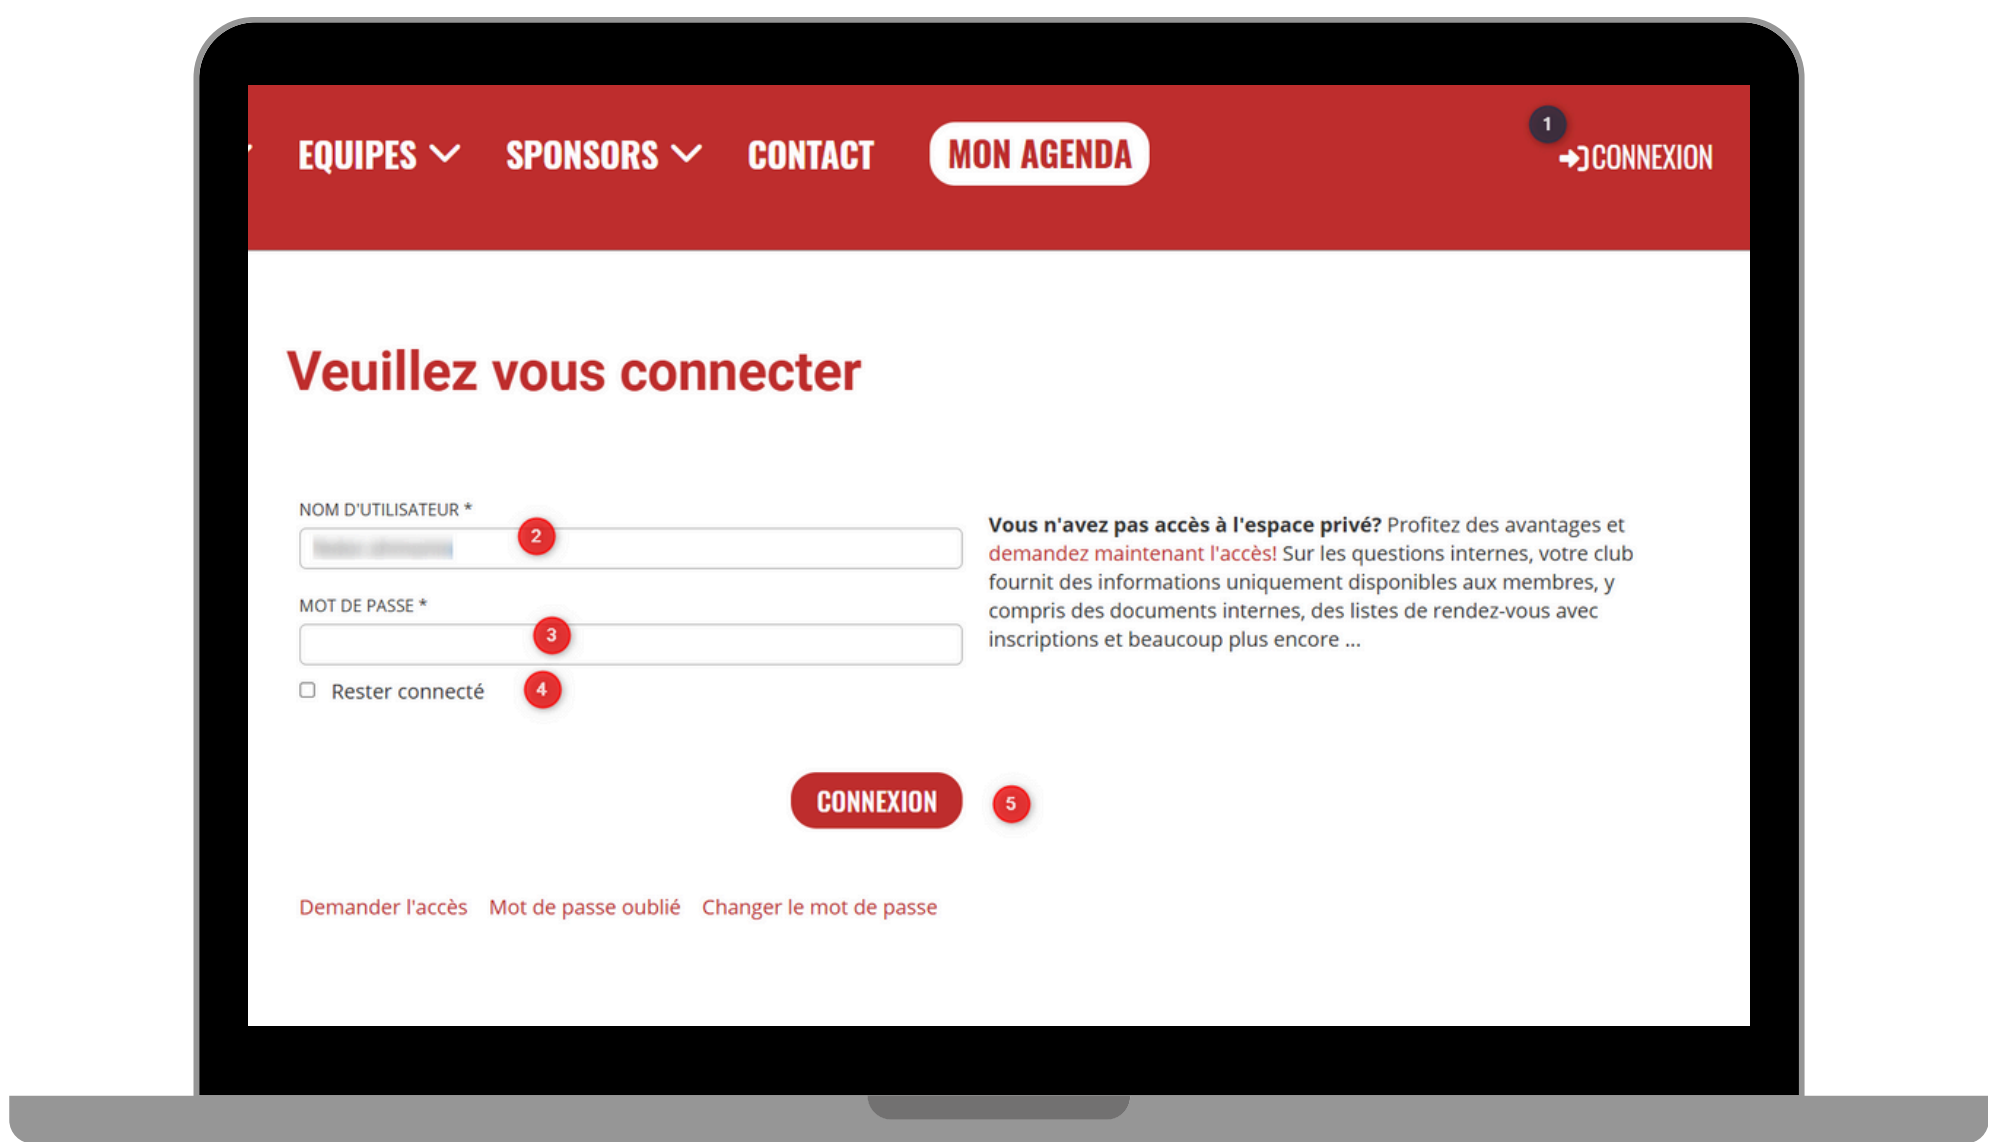 EQUIPES SPONSORS CONTACT MON AGENDA 1 CONNEXION
Veuillez vous connecter
NOM D'UTILISATEUR *
2
MOT DE PASSE *
3
Rester connecté 4
CONNEXION 5
Demander l'accès Mot de passe oublié Changer le mot de passe
Vous n'avez pas accès à l'espace privé? Profitez des avantages et
demandez maintenant l'accès! Sur les questions internes, votre club
fournit des informations uniquement disponibles aux membres, y
compris des documents internes, des listes de rendez-vous avec
inscriptions et beaucoup plus encore ...